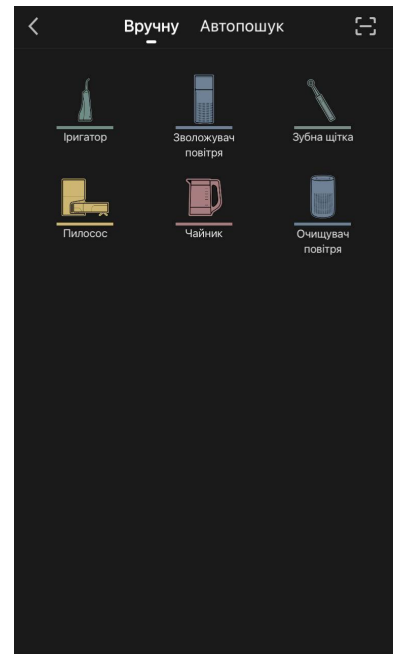 Вручну Автопошук
Іригатор
Зволожувач
повітря
Зубна щітка
Пилосос
Чайник
Очищувач
повітря